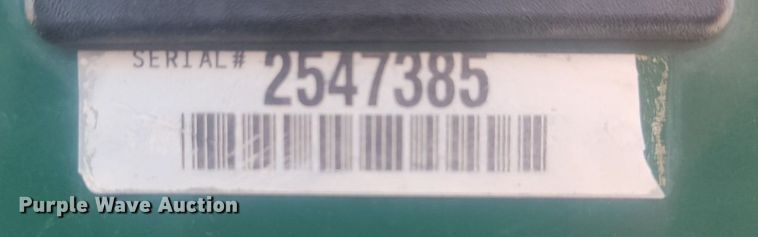 SERIAL# 2547385
Purple Wave Auction